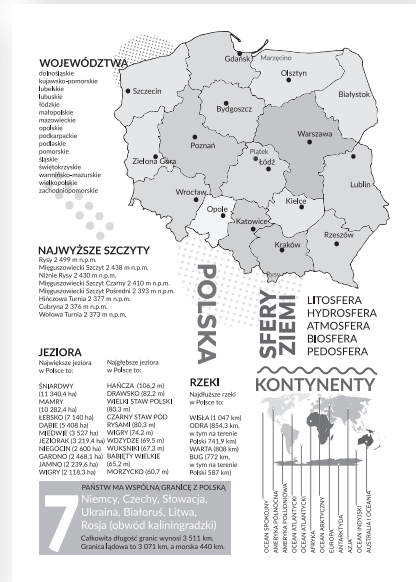 WOJEWÓDZTWA
dolnośląskie
kujawsko-pomorskie
lubelskie
lubuskie
łódzkie
małopolskie
mazowieckie
opolskie
podkarpackie
podlaskie
pomorskie
śląskie
świętokrzyskie
warmińsko-mazurskie
wielkopolskie
zachodniopomorskie
Gdańsk
Marzęcino
Olsztyn
Szczecin
Białystok
Bydgoszcz
Warszawa
Poznań
Piątek
Zielona Góra
Łódź
Lublin
Wrocław
Opole
Kielce
Katowice
Rzeszów
Kraków
Rysy
POLSKA
NAJWYŻSZE SZCZYTY
Rysy 2 499 m n.p.m.
Mięguszowiecki Szczyt 2 438 m n.p.m.
Niżnie Rysy 2 430 m n.p.m.
Mięguszowiecki Szczyt Czarny 2 410 m n.p.m.
Mięguszowiecki Szczyt Pośredni 2 393 m n.p.m.
Hińczowa Turnia 2 377 m n.p.m.
Cubryna 2 376 m n.p.m.
Wołowa Turnia 2 373 m n.p.m.
SFERY
ZIEMI
LITOSFERA
HYDROSFERA
ATMOSFERA
BIOSFERA
PEDOSFERA
JEZIORA
Największe jeziora
w Polsce to:
ŚNIARDWY
(11 340,4 ha)
MAMRY
(10 282,4 ha)
ŁEBSKO (7 140 ha)
DĄBIE (5 408 ha)
MIEDWIE (3 527 ha)
JEZIORAK (3 219,4 ha)
NIEGOCIN (2 600 ha)
GARDNO (2 468,1 ha)
JAMNO (2 239,6 ha)
WIGRY (2 118,3 ha)
Najgłębsze jeziora
w Polsce to:
HAŃCZA (106,2 m)
DRAWSKO (82,2 m)
WIELKI STAW POLSKI
(80,3 m)
CZARNY STAW POD
RYSAMI (80,3 m)
WIGRY (74,2 m)
WDZYDZE (69,5 m)
WUKSNIKI (67,3 m)
BABIĘTY WIELKIE
(65,2 m)
MORZYCKO (60,7 m)
RZEKI
Najdłuższe rzeki
w Polsce to:
WISŁA (1 047 km)
ODRA (854,3 km,
w tym na terenie
Polski 741,9 km)
WARTA (808 km)
BUG (772 km,
w tym na terenie
Polski 587 km)
KONTYNENTY
OCEAN SPOKOJNY
AMERYKA PÓŁNOCNA
AMERYKA POŁUDNIOWA
OCEAN ATLANTYCKI
OCEAN ATLANTYCKI
AFRYKA
OCEAN ARKTYCZNY
EUROPA
ANTARKTYDA
AZJA
OCEAN INDYJSKI
AUSTRALIA I OCEANIA
7
PAŃSTW MA WSPÓLNĄ GRANICĘ Z POLSKĄ
Niemcy, Czechy, Słowacja,
Ukraina, Białoruś, Litwa,
Rosja (obwód kaliningradzki)
Całkowita długość granic wynosi 3 511 km.
Granica lądowa to 3 071 km, a morska 440 km.